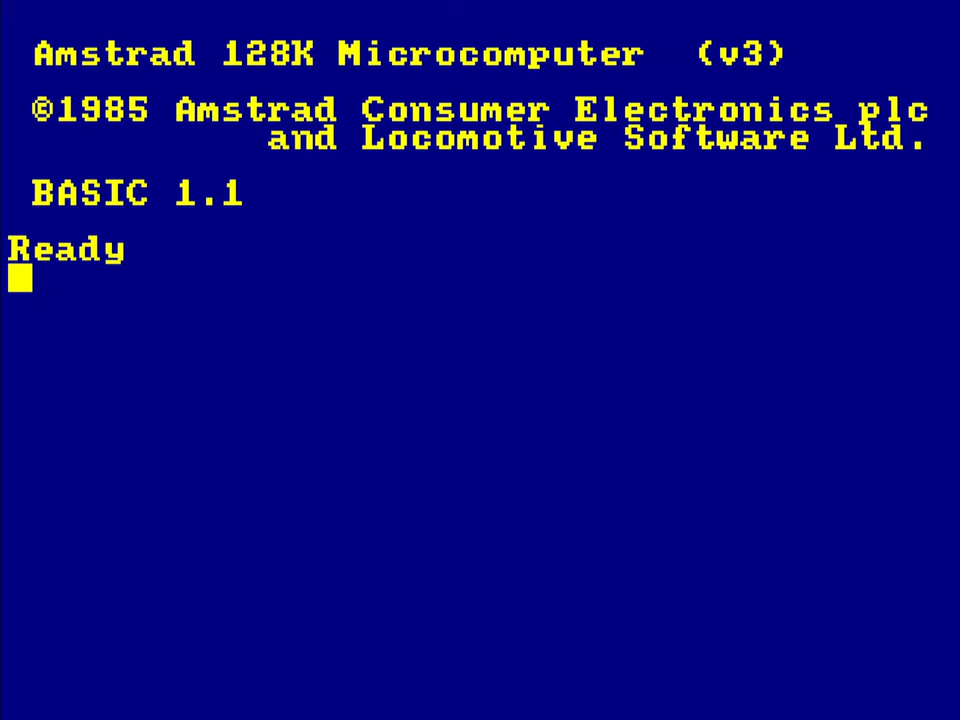 Amstrad 128K Microcomputer (v3)
©1985 Amstrad Consumer Electronics plc
and Locomotive Software Ltd.
BASIC 1.1
Ready